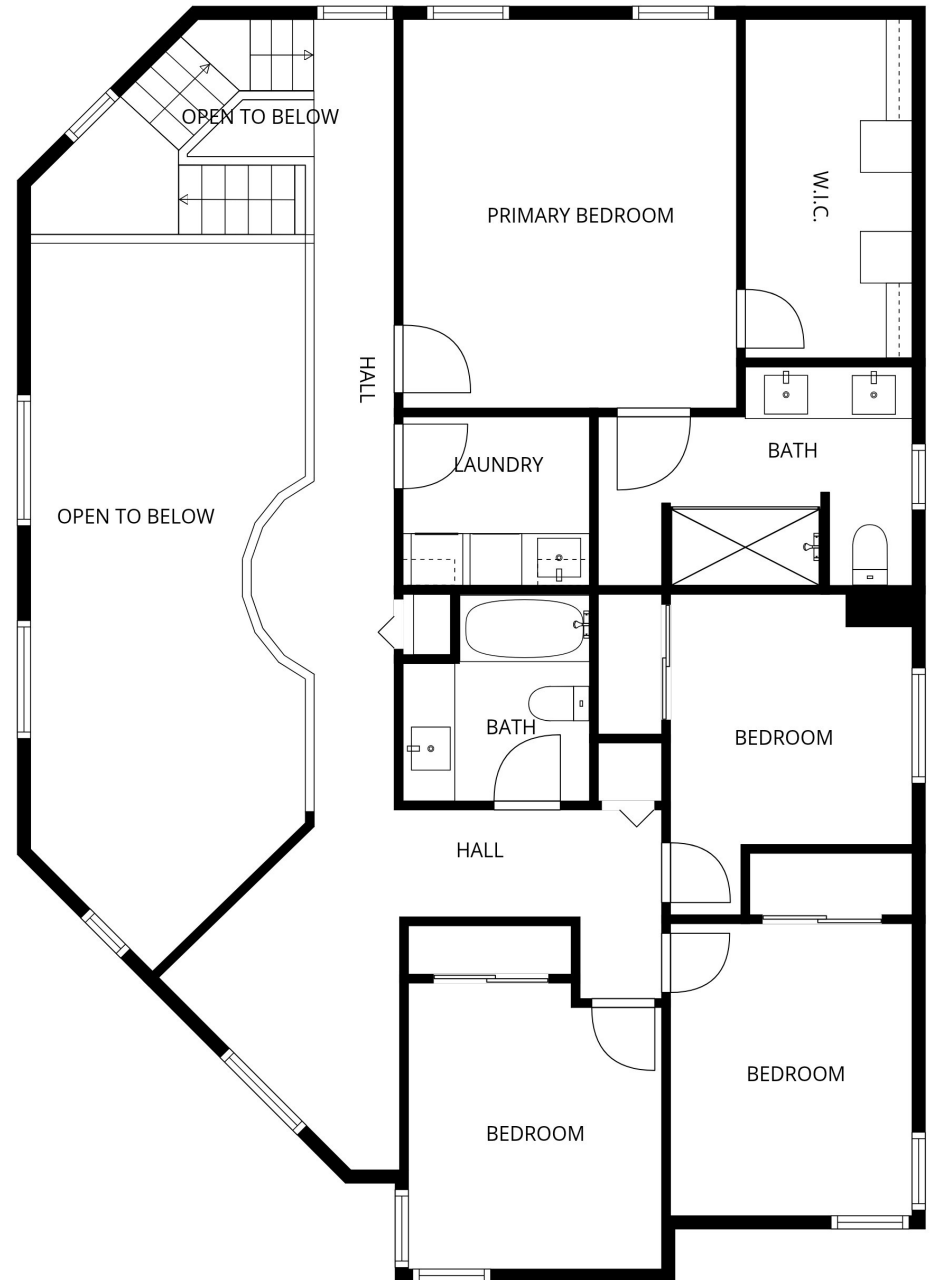 OPEN TO BELOW
PRIMARY BEDROOM
W.I.C.
HALL
LAUNDRY
BATH
OPEN TO BELOW
BATH
BEDROOM
HALL
BEDROOM
BEDROOM